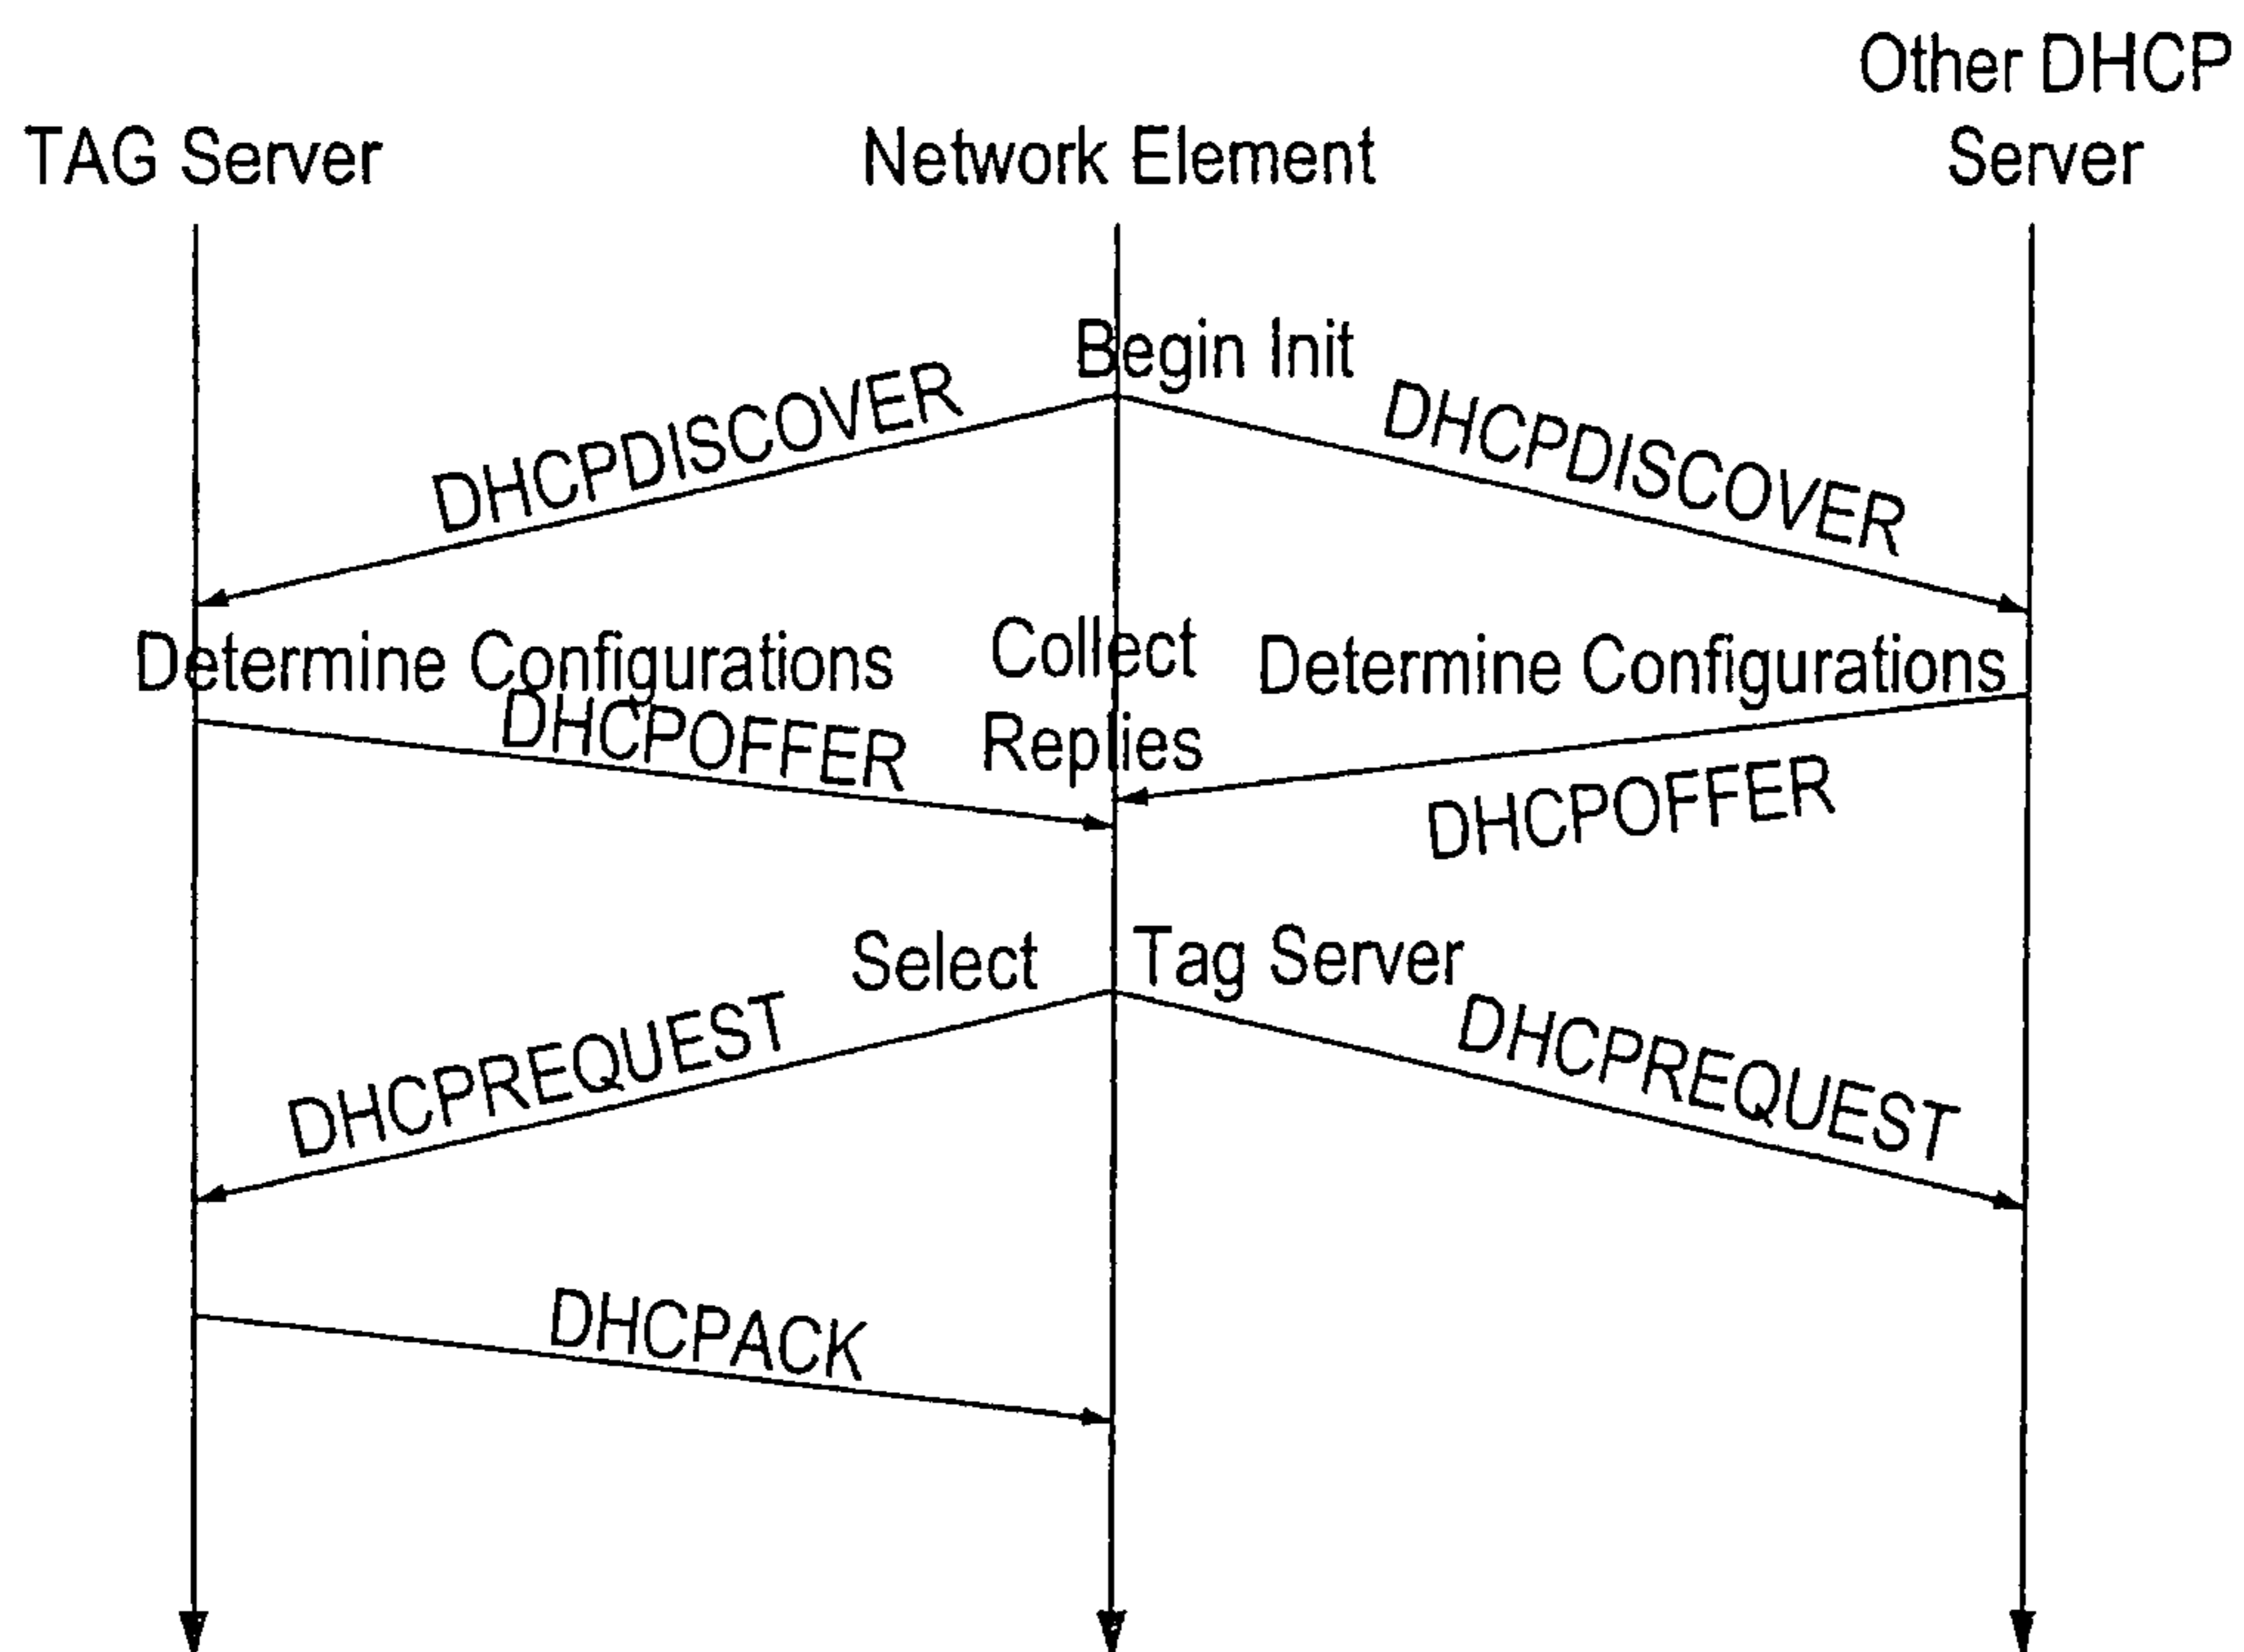 Other DHCP
Server
TAG Server
Network Element
Begin Init
DHCPDISCOVER
DHCPDISCOVER
Determine Configurations
Collect
Replies
Determine Configurations
DHCPOFFER
DHCPOFFER
Select Tag Server
DHCPREQUEST
DHCPREQUEST
DHCPACK